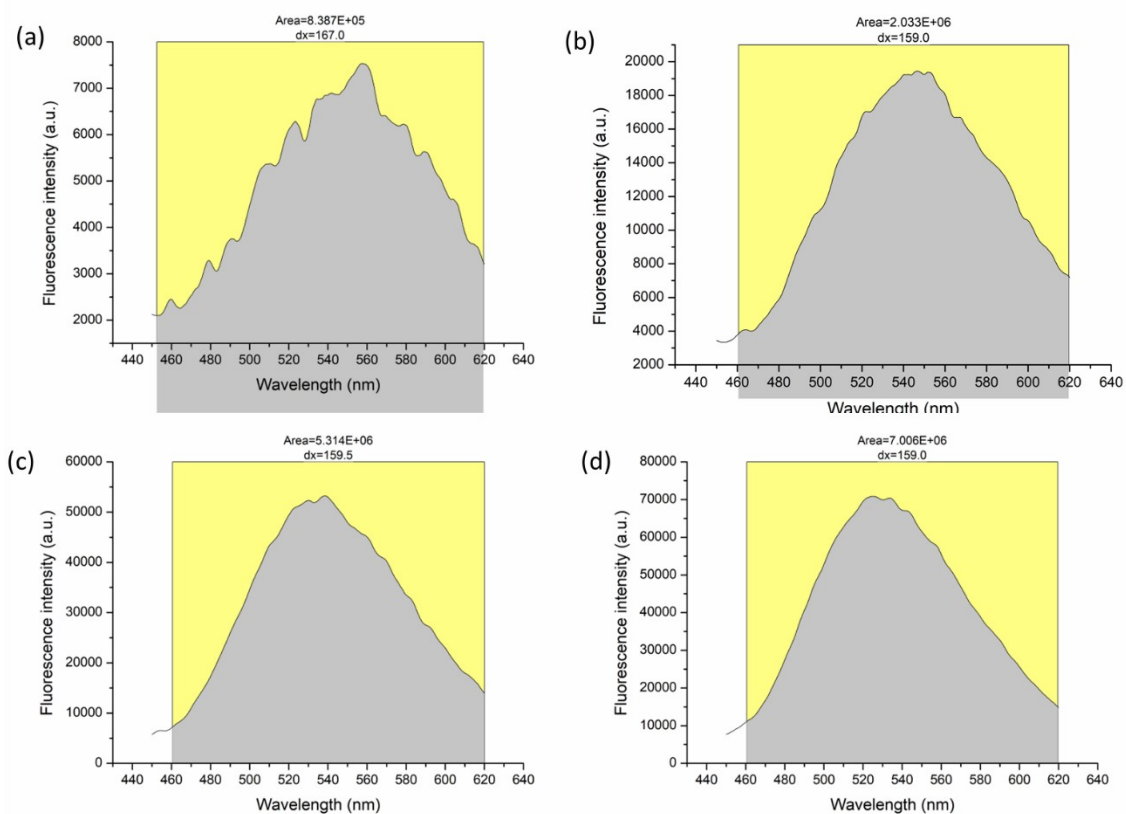 (a)
Area=8.387E+05
dx=167.0
8000
7000
6000
5000
4000
3000
2000
Fluorescence intensity (a.u.)
440 460 480 500 520 540 560 580 600 620 640
Wavelength (nm)
(b)
Area=2.033E+06
dx=159.0
20000
18000
16000
14000
12000
10000
8000
6000
4000
2000
Fluorescence intensity (a.u.)
440 460 480 500 520 540 560 580 600 620 640
Wavelength (nm)
(c)
Area=5.314E+06
dx=159.5
60000
50000
40000
30000
20000
10000
0
Fluorescence intensity (a.u.)
440 460 480 500 520 540 560 580 600 620 640
Wavelength (nm)
(d)
Area=7.006E+06
dx=159.0
80000
70000
60000
50000
40000
30000
20000
10000
0
Fluorescence intensity (a.u.)
440 460 480 500 520 540 560 580 600 620 640
Wavelength (nm)